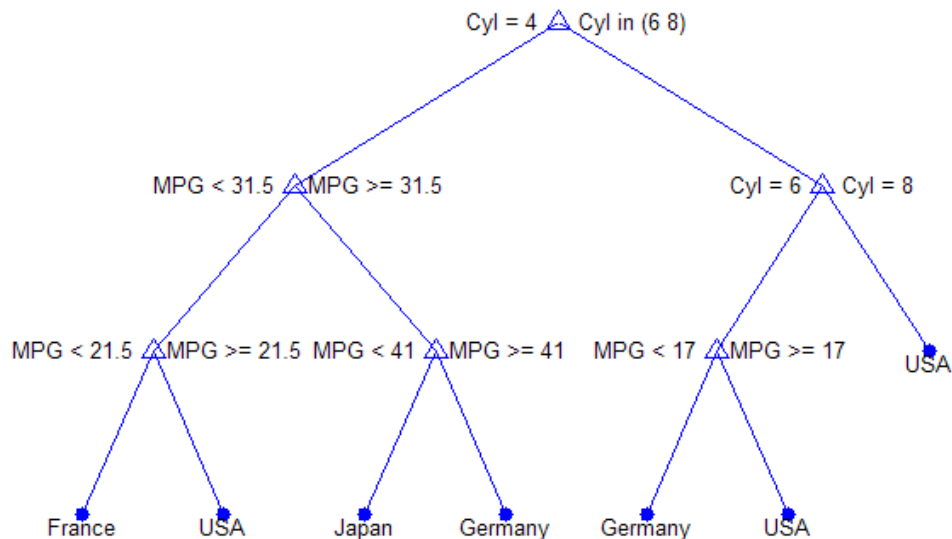 Cyl = 4 Cyl in (6 8)
MPG < 31.5 MPG >= 31.5 Cyl = 6 Cyl = 8
MPG < 21.5 MPG >= 21.5 MPG < 41 MPG >= 41 MPG < 17 MPG >= 17
USA
France USA Japan Germany Germany USA